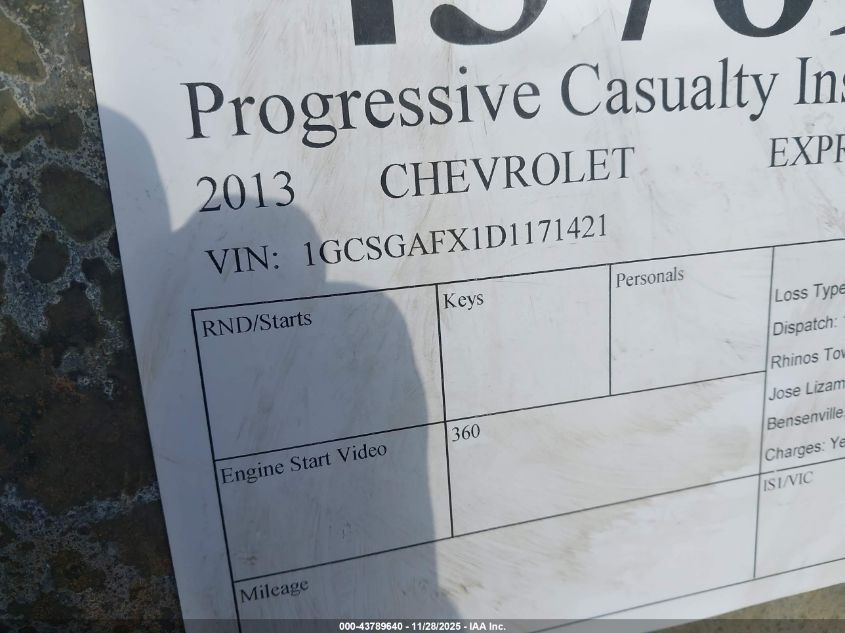 Progressive Casualty Ins
2013 CHEVROLET EXPR
VIN: 1GCSGAFX1D1171421
RND/Starts
Keys
Personals
Loss Type
Dispatch:
Rhinos Tow
Jose Lizam
Bensenville
Charges: Ye
Engine Start Video
360
IS1/VIC
Mileage
000-43789640 - 11/28/2025 - IAA Inc.